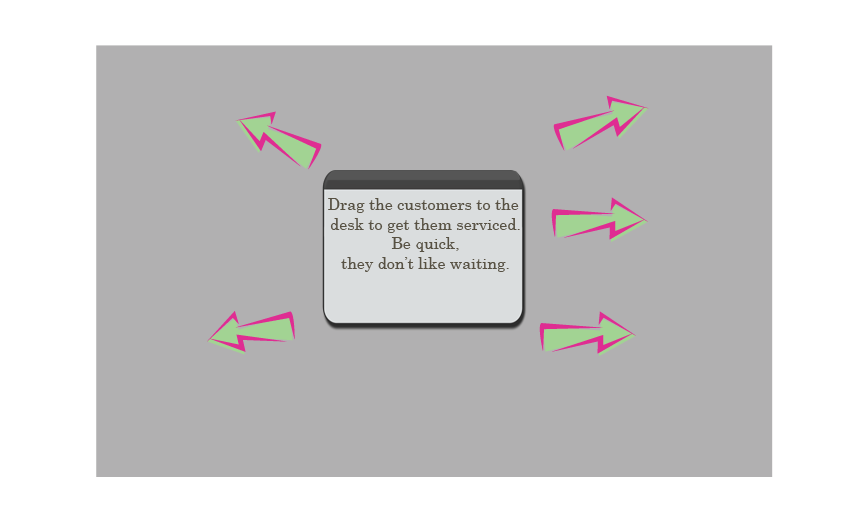 Drag the customers to the
desk to get them serviced.
Be quick,
they don't like waiting.